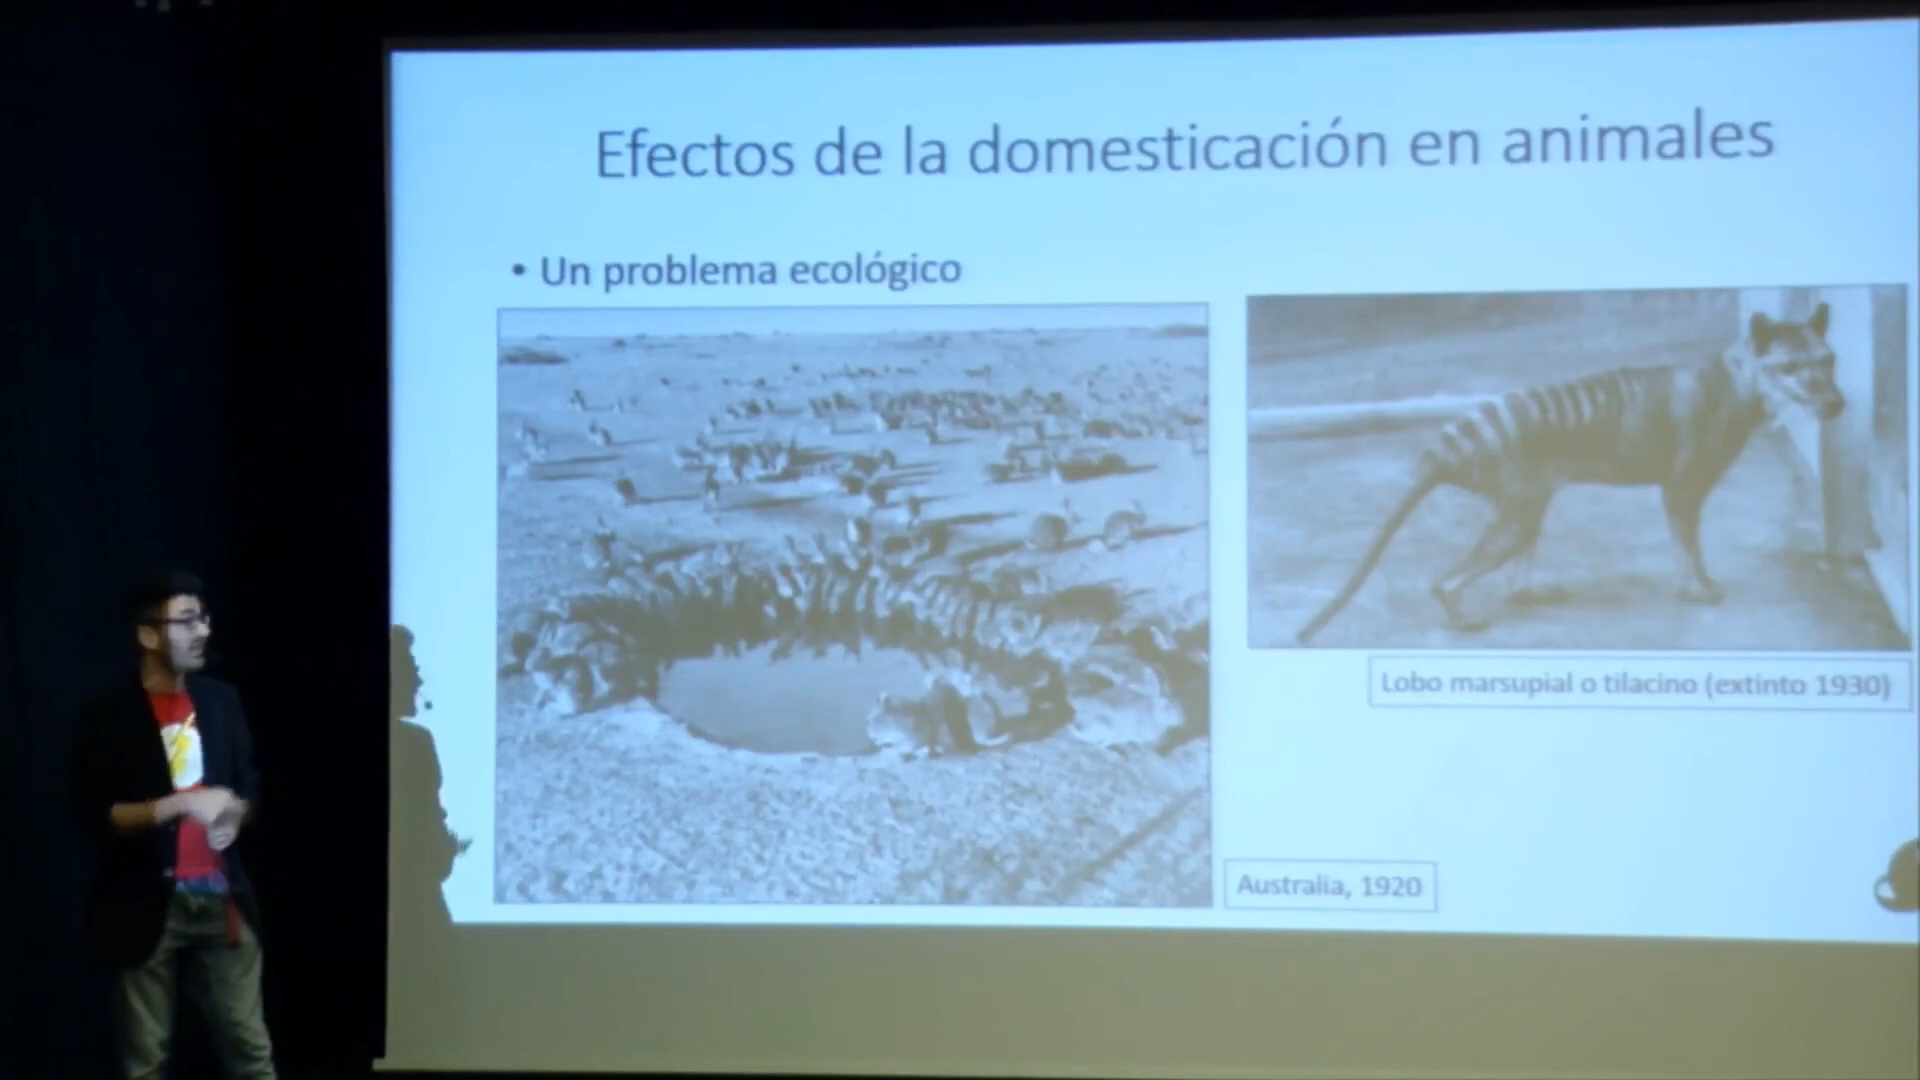 Efectos de la domesticación en animales
• Un problema ecológico
Lobo marsupial o tilacino (extinto 1930)
Australia, 1920